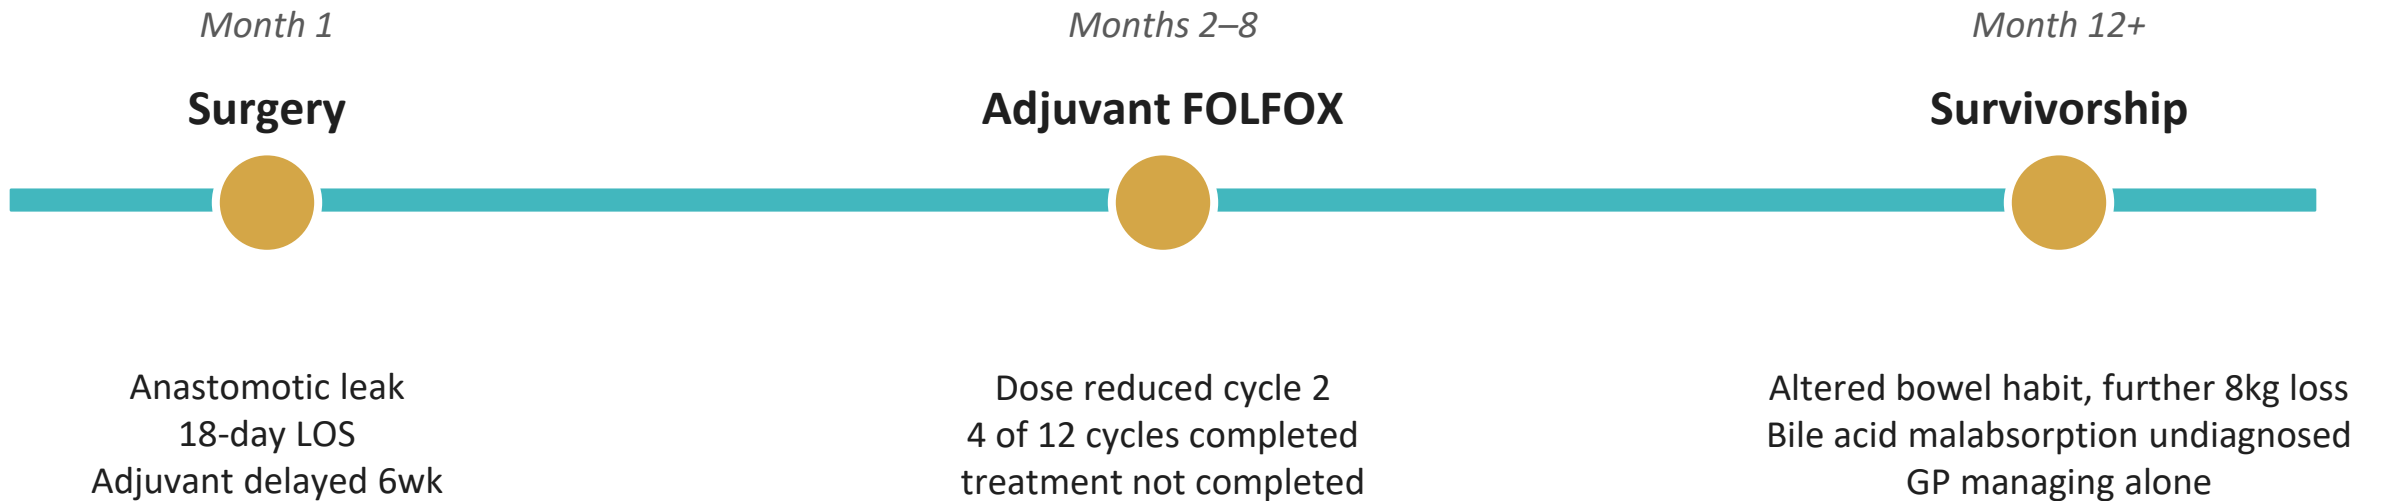 Month 1
Surgery
Anastomotic leak
18-day LOS
Adjuvant delayed 6wk
Months 2–8
Adjuvant FOLFOX
Dose reduced cycle 2
4 of 12 cycles completed
treatment not completed
Month 12+
Survivorship
Altered bowel habit, further 8kg loss
Bile acid malabsorption undiagnosed
GP managing alone